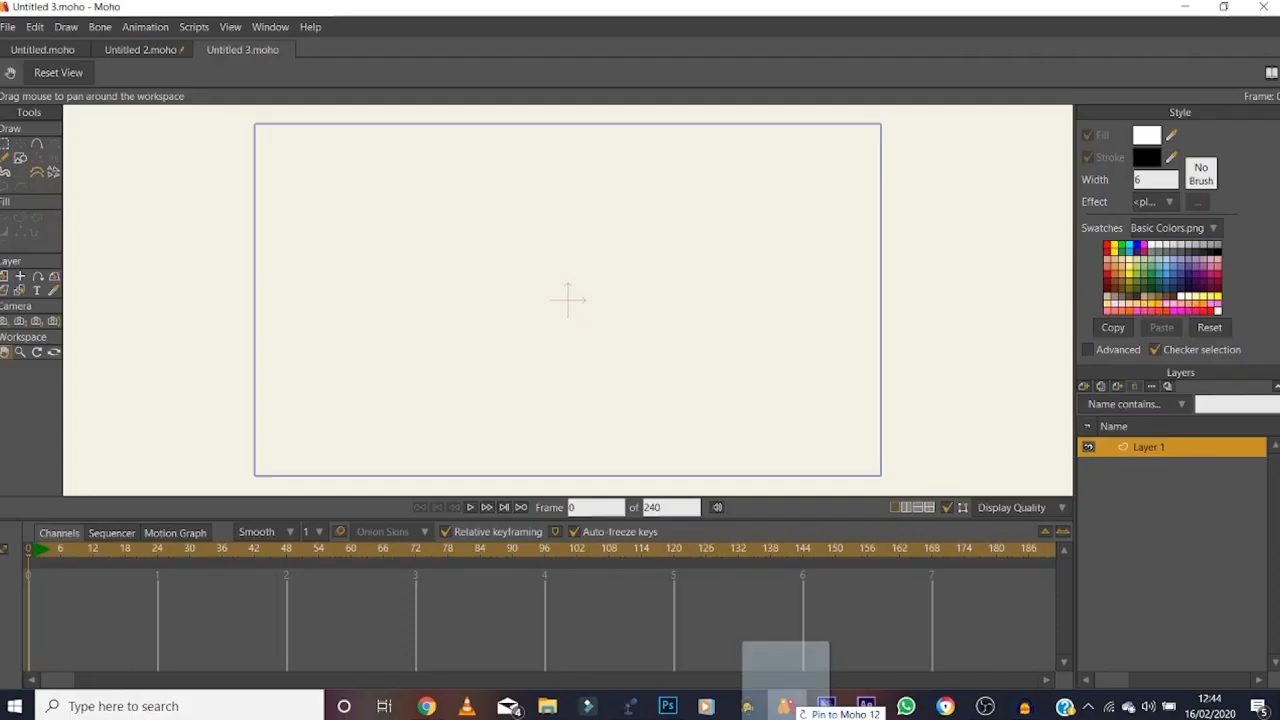 Untitled 3.moho - Moho
File Edit Draw Bone Animation Scripts View Window Help
Untitled.moho Untitled 2.moho Untitled 3.moho
Reset View
Drag mouse to pan around the workspace Frame: 0
Tools
Draw
Fill
Layer
Camera
Workspace
Style
Fill
Stroke
No
Brush
Width 6
Effect <pl... ...
Swatches Basic Colors.png
Copy Paste Reset
Advanced Checker selection
Layers
Name contains...
Name
Layer 1
Frame 0 of 240 Display Quality
Channels Sequencer Motion Graph Smooth 1 Onion Skins Relative keyframing Auto-freeze keys
0 6 12 18 24 30 36 42 48 54 60 66 72 78 84 90 96 102 108 114 120 126 132 138 144 150 156 162 168 174 180 186
0 1 2 3 4 5 6 7
Type here to search
4
Ps
Pin to Moho 12
12:44
16/02/2020
5